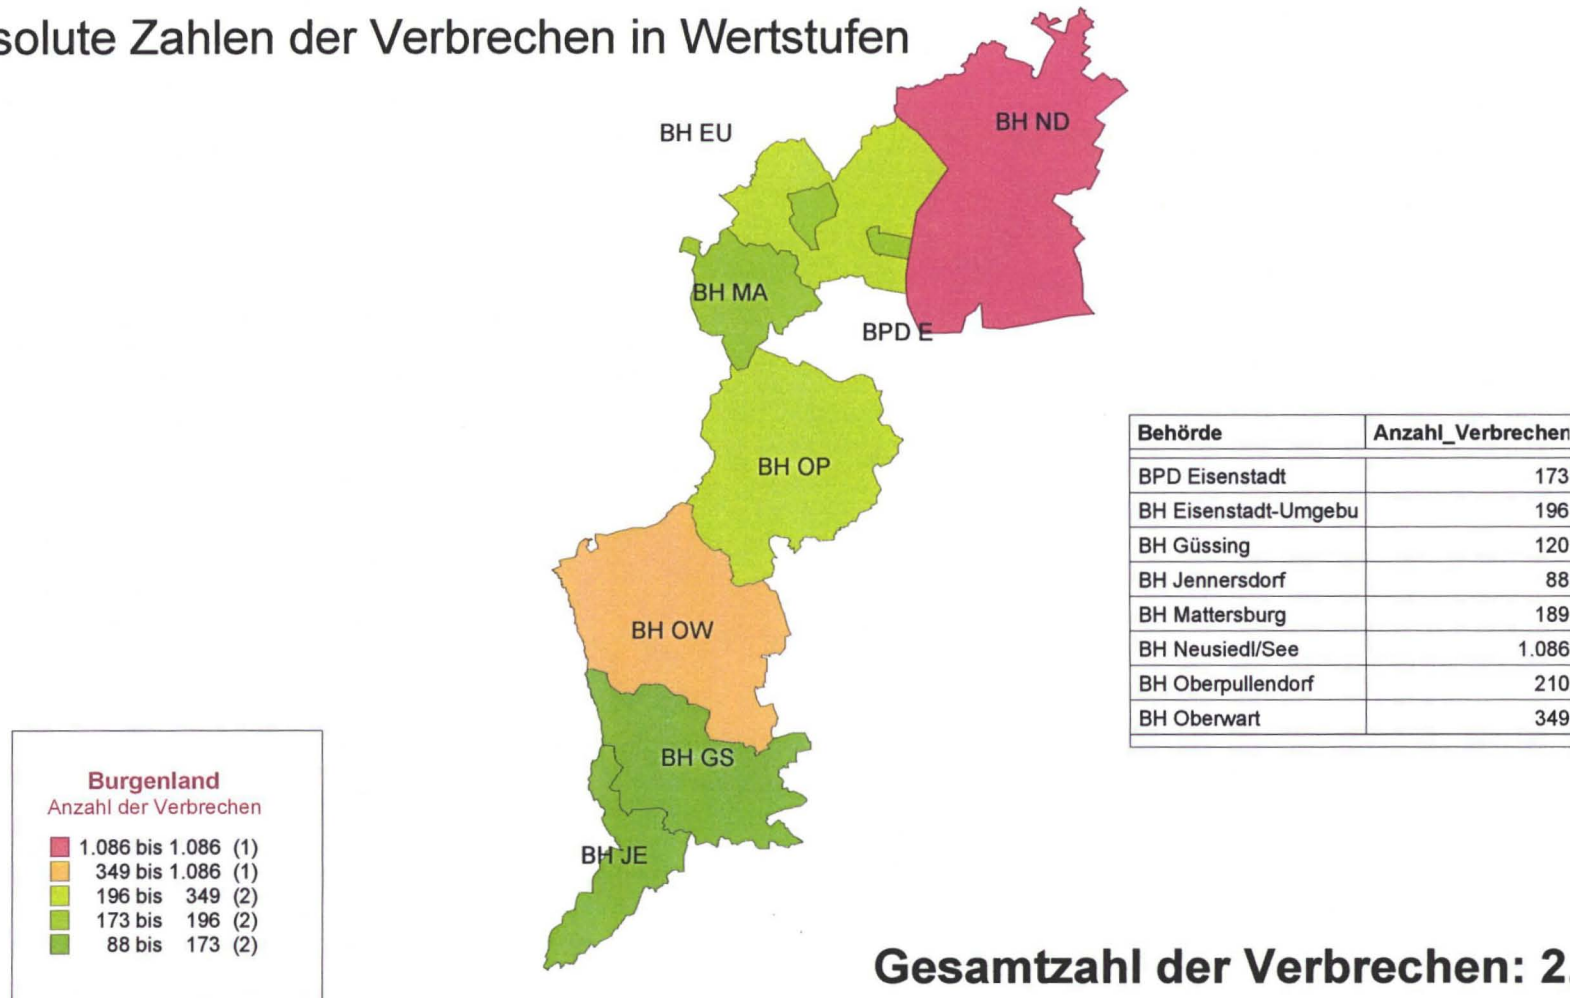 solute Zahlen der Verbrechen in Wertstufen
BH EU
BH ND
BH MA
BPD E
BH OP
BH OW
BH GS
BH JE
Behörde Anzahl_Verbrechen
BPD Eisenstadt 173
BH Eisenstadt-Umgebu 196
BH Güssing 120
BH Jennersdorf 88
BH Mattersburg 189
BH Neusiedl/See 1.086
BH Oberpullendorf 210
BH Oberwart 349
Burgenland
Anzahl der Verbrechen
1.086 bis 1.086 (1)
349 bis 1.086 (1)
196 bis 349 (2)
173 bis 196 (2)
88 bis 173 (2)
Gesamtzahl der Verbrechen: 2.